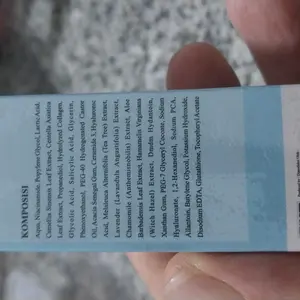 KOMPOSISI
Aqua, Niacinamide, Propylene Glycol, Lactic Acid,
Camellia Sinensis Leaf Extract, Centella Asiatica
Leaf Extract, Propanediol, Hydrolyzed Collagen,
Glycolic Acid, Salicylic Acid, Glycerin,
Phenoxyethanol, PEG-40 Hydrogenated Castor
Oil, Acacia Senegal Gum, Ceramide 3, Hyaluronic
Acid, Melaleuca Alternifolia (Tea Tree) Extract,
Lavender (Lavandula Angustifolia) Extract,
Chamomile (Anthemis nobilis) Extract, Aloe
Barbadensis Leaf Extract, Hamamelis Virginiana
(Witch Hazel) Extract, Dmdm Hydantoin,
Xanthan Gum, PEG-7 Glyceryl Cocoate, Sodium
Hyaluronate, 1,2-Hexanediol, Sodium PCA,
Allantoin, Butylene Glycol, Potassium Hydroxide,
Disodium EDTA, Glutathione, Tocopheryl Acetate